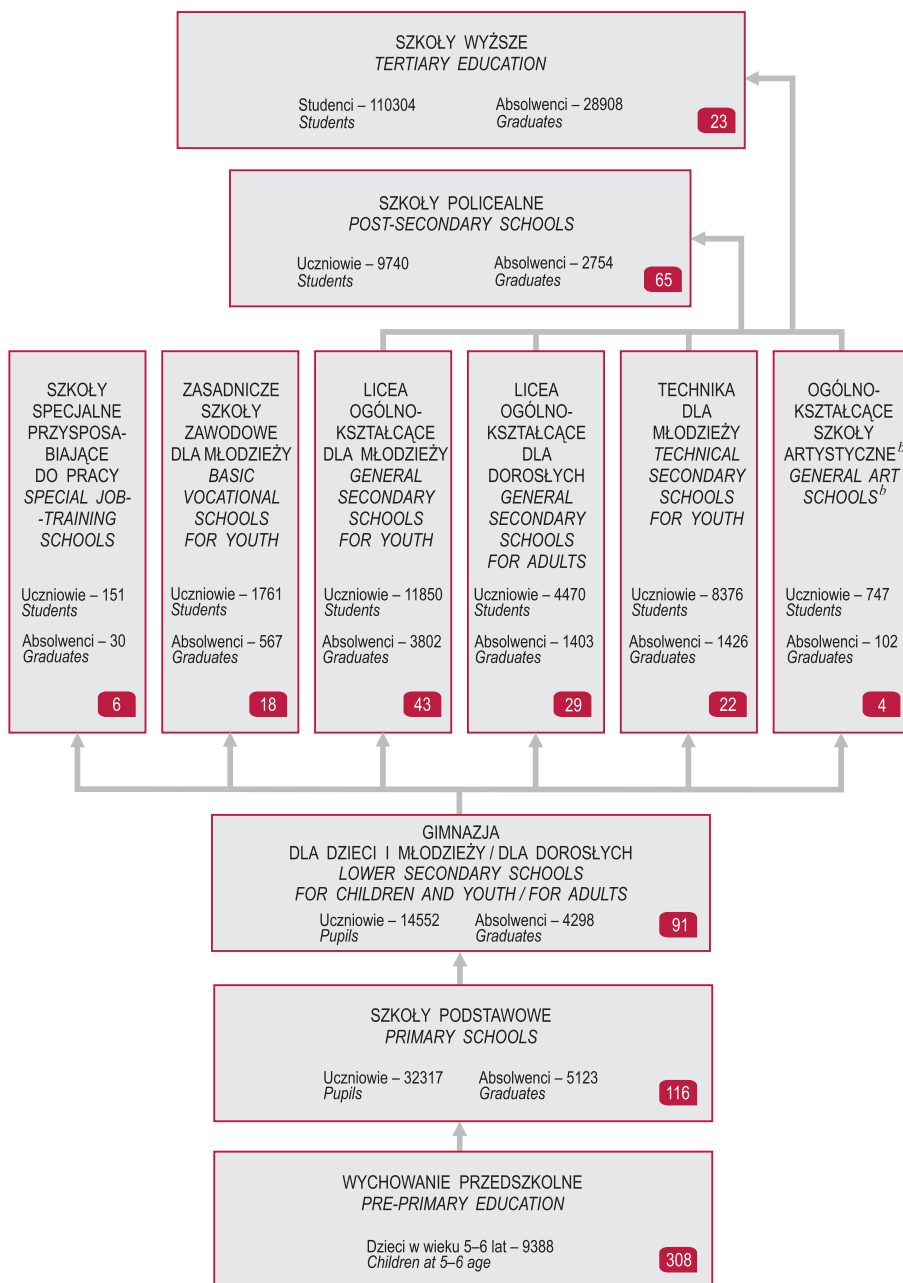 SZKOŁY WYŻSZE
TERTIARY EDUCATION
Studenci – 110304
Students
Absolwenci – 28908
Graduates
23
SZKOŁY POLICEALNE
POST-SECONDARY SCHOOLS
Uczniowie – 9740
Students
Absolwenci – 2754
Graduates
65
SZKOŁY
SPECJALNE
PRZYSPOSA-
BIAJĄCE
DO PRACY
SPECIAL JOB-
-TRAINING
SCHOOLS
Uczniowie – 151
Students
Absolwenci – 30
Graduates
6
ZASADNICZE
SZKOŁY
ZAWODOWE
DLA MŁODZIEŻY
BASIC
VOCATIONAL
SCHOOLS
FOR YOUTH
Uczniowie – 1761
Students
Absolwenci – 567
Graduates
18
LICEA
OGÓLNO-
KSZTAŁCĄCE
DLA MŁODZIEŻY
GENERAL
SECONDARY
SCHOOLS
FOR YOUTH
Uczniowie – 11850
Students
Absolwenci – 3802
Graduates
43
LICEA
OGÓLNO-
KSZTAŁCĄCE
DLA
DOROSŁYCH
GENERAL
SECONDARY
SCHOOLS
FOR ADULTS
Uczniowie – 4470
Students
Absolwenci – 1403
Graduates
29
TECHNIKA
DLA
MŁODZIEŻY
TECHNICAL
SECONDARY
SCHOOLS
FOR YOUTH
Uczniowie – 8376
Students
Absolwenci – 1426
Graduates
22
OGÓLNO-
KSZTAŁCĄCE
SZKOŁY
ARTYSTYCZNE b
GENERAL ART
SCHOOLS b
Uczniowie – 747
Students
Absolwenci – 102
Graduates
4
GIMNAZJA
DLA DZIECI I MŁODZIEŻY / DLA DOROSŁYCH
LOWER SECONDARY SCHOOLS
FOR CHILDREN AND YOUTH / FOR ADULTS
Uczniowie – 14552
Pupils
Absolwenci – 4298
Graduates
91
SZKOŁY PODSTAWOWE
PRIMARY SCHOOLS
Uczniowie – 32317
Pupils
Absolwenci – 5123
Graduates
116
WYCHOWANIE PRZEDSZKOLNE
PRE-PRIMARY EDUCATION
Dzieci w wieku 5–6 lat – 9388
Children at 5–6 age
308